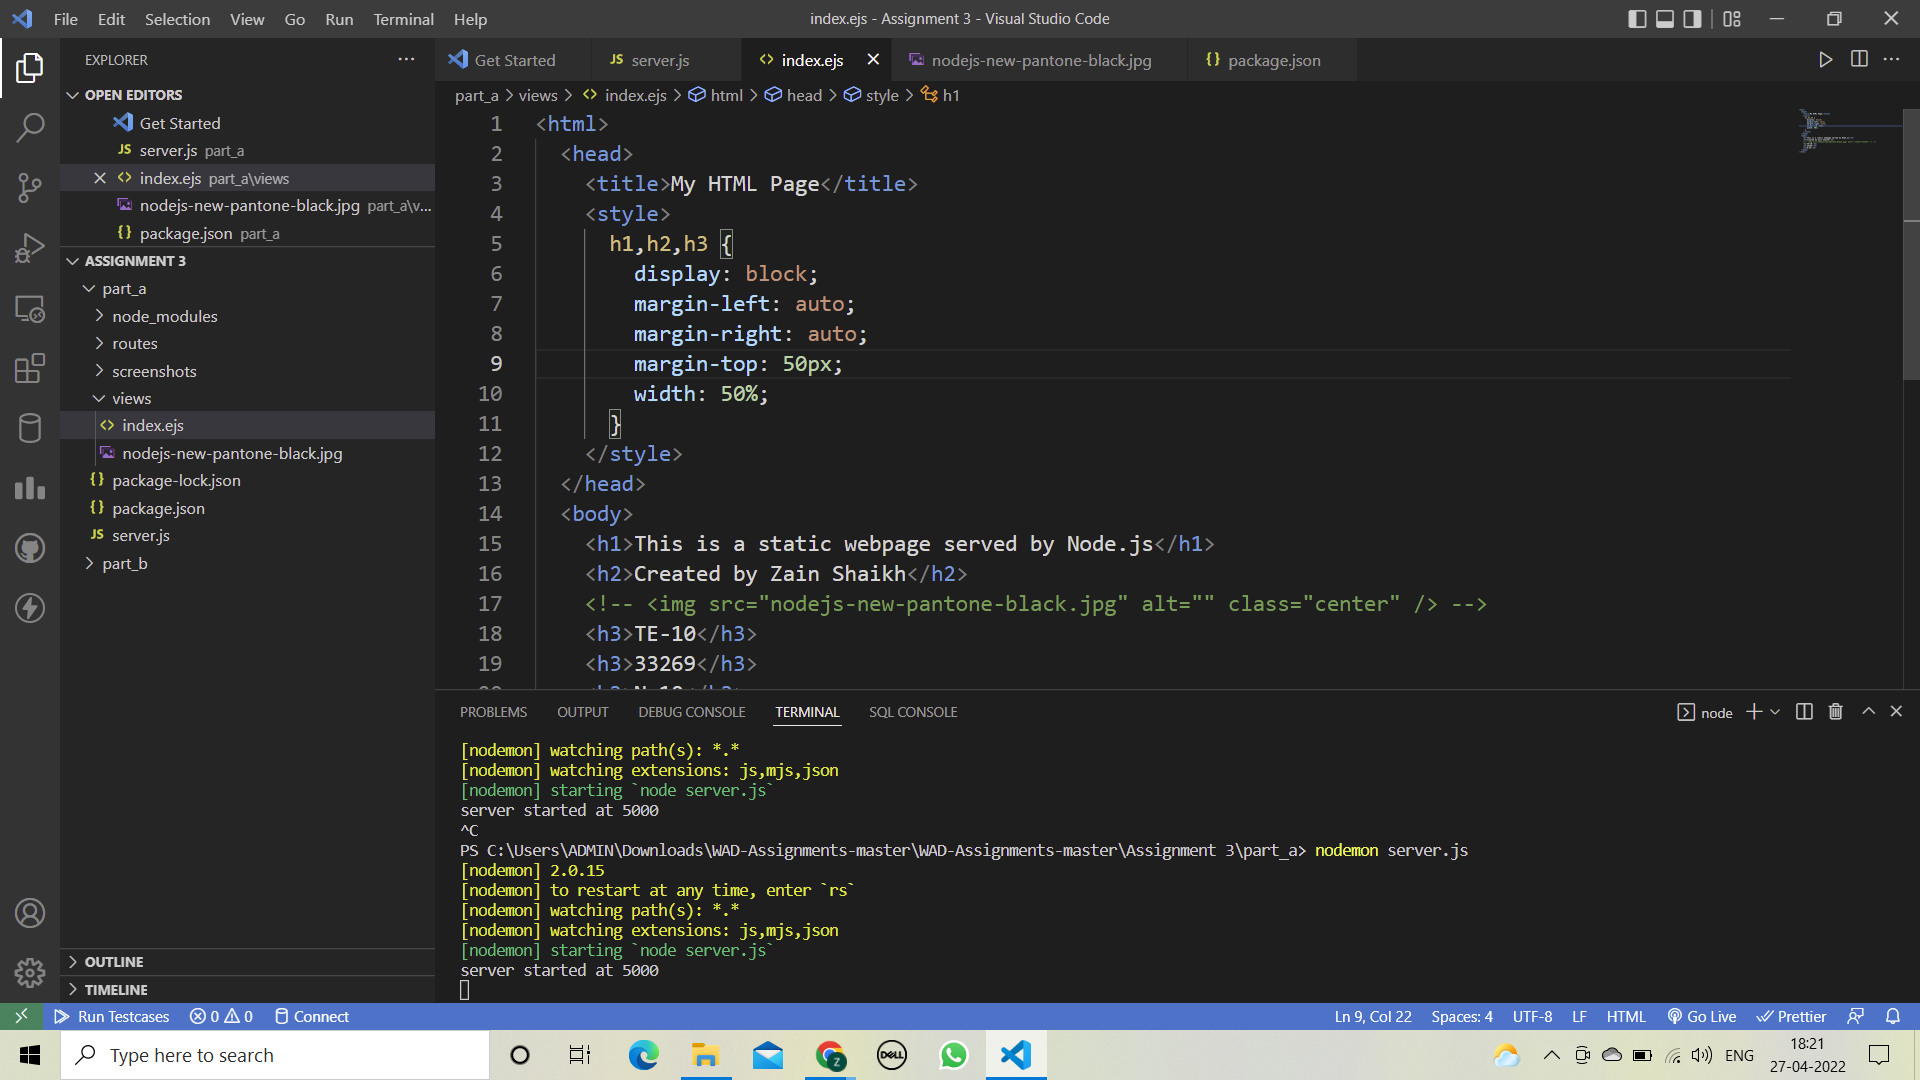 File Edit Selection View Go Run Terminal Help
index.ejs - Assignment 3 - Visual Studio Code
EXPLORER
OPEN EDITORS
Get Started
JS server.js part_a
index.ejs part_a\views
nodejs-new-pantone-black.jpg part_a\v...
{} package.json part_a
ASSIGNMENT 3
part_a
node_modules
routes
screenshots
views
index.ejs
nodejs-new-pantone-black.jpg
{} package-lock.json
{} package.json
JS server.js
part_b
OUTLINE
TIMELINE
Get Started
JS server.js
index.ejs
nodejs-new-pantone-black.jpg
{} package.json
part_a > views > <> index.ejs > html > head > style > h1
1 <html>
2 <head>
3 <title>My HTML Page</title>
4 <style>
5 h1,h2,h3 {
6 display: block;
7 margin-left: auto;
8 margin-right: auto;
9 margin-top: 50px;
10 width: 50%;
11 }
12 </style>
13 </head>
14 <body>
15 <h1>This is a static webpage served by Node.js</h1>
16 <h2>Created by Zain Shaikh</h2>
17 <!-- <img src="nodejs-new-pantone-black.jpg" alt="" class="center" /> -->
18 <h3>TE-10</h3>
19 <h3>33269</h3>
PROBLEMS OUTPUT DEBUG CONSOLE TERMINAL SQL CONSOLE
node
[nodemon] watching path(s): *.*
[nodemon] watching extensions: js,mjs,json
[nodemon] starting `node server.js`
server started at 5000
^C
PS C:\Users\ADMIN\Downloads\WAD-Assignments-master\WAD-Assignments-master\Assignment 3\part_a> nodemon server.js
[nodemon] 2.0.15
[nodemon] to restart at any time, enter `rs`
[nodemon] watching path(s): *.*
[nodemon] watching extensions: js,mjs,json
[nodemon] starting `node server.js`
server started at 5000
Run Testcases 0 0 Connect
Ln 9, Col 22 Spaces: 4 UTF-8 LF HTML Go Live Prettier
Type here to search
DELL
Z
ENG
18:21
27-04-2022